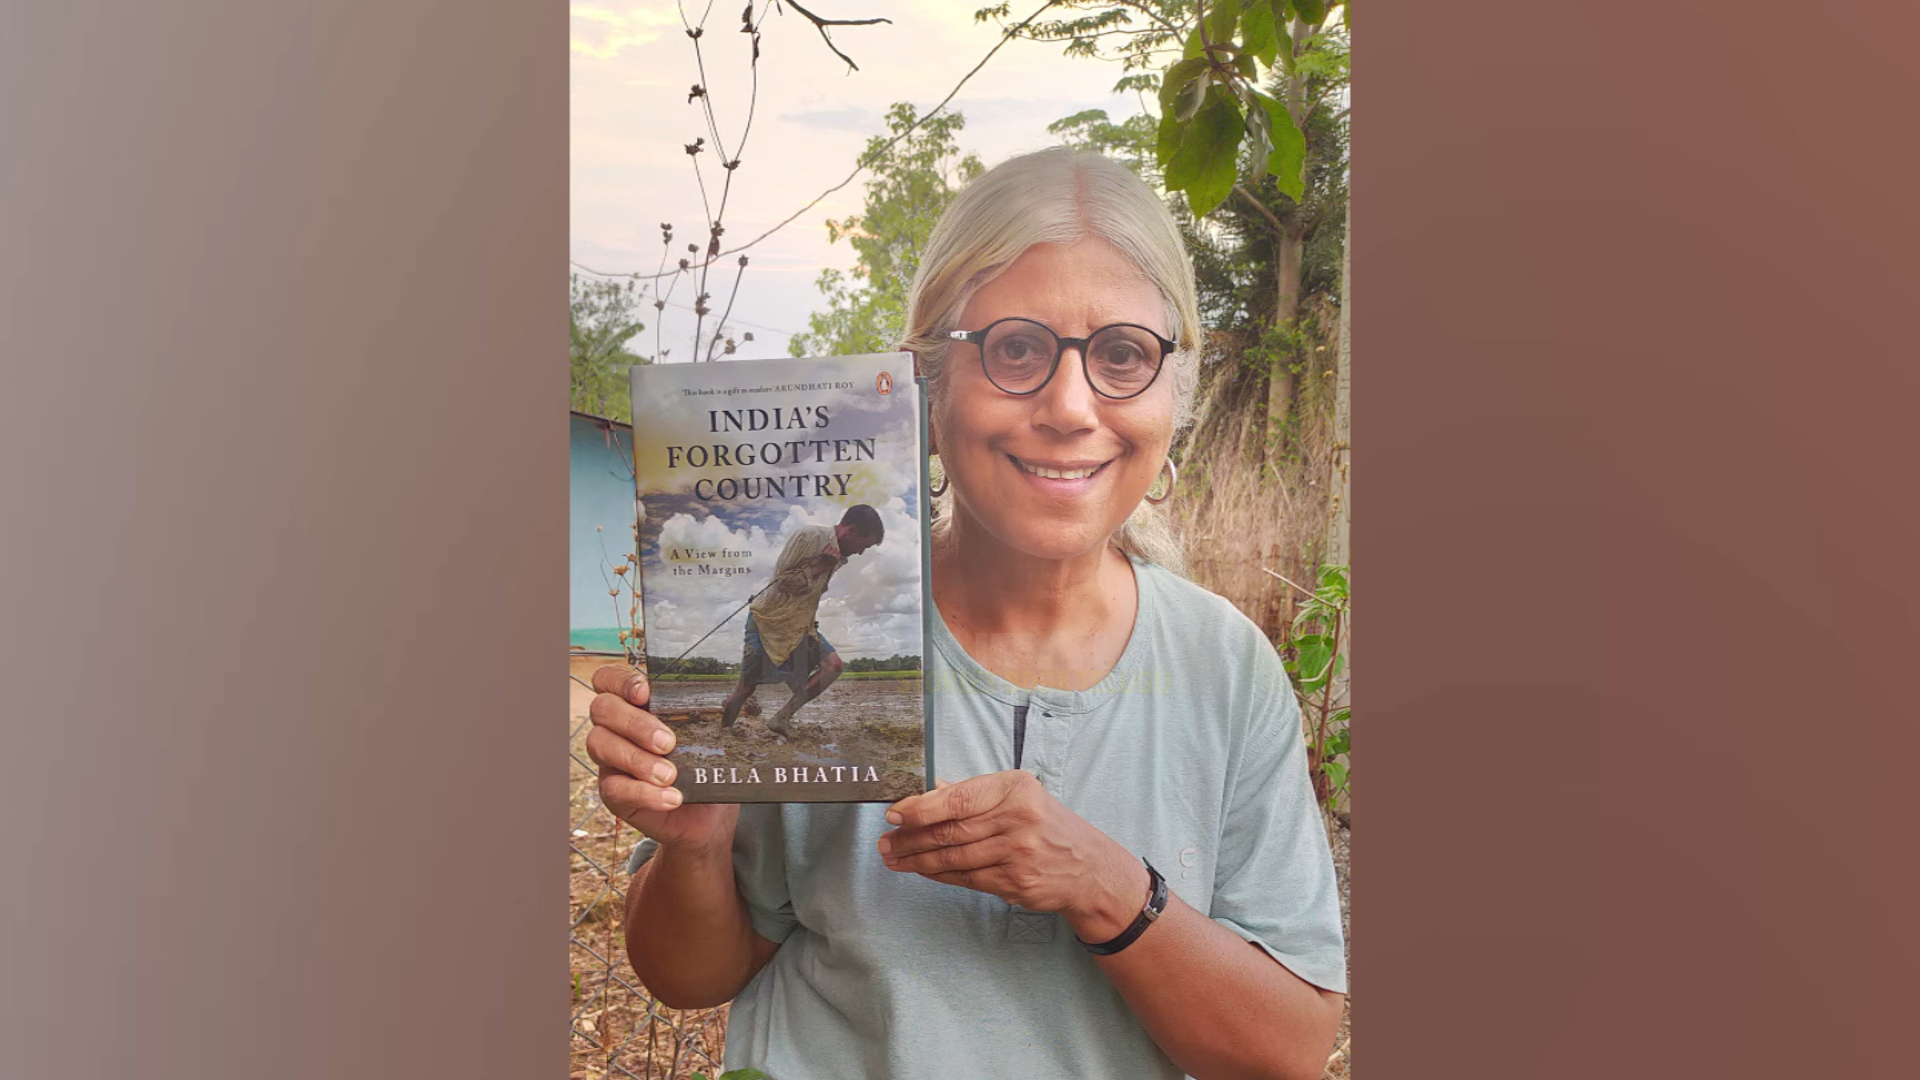 'This book is a gift to readers' ARUNDHATI ROY
INDIA'S
FORGOTTEN
COUNTRY
A View from
the Margins
BELA BHATIA